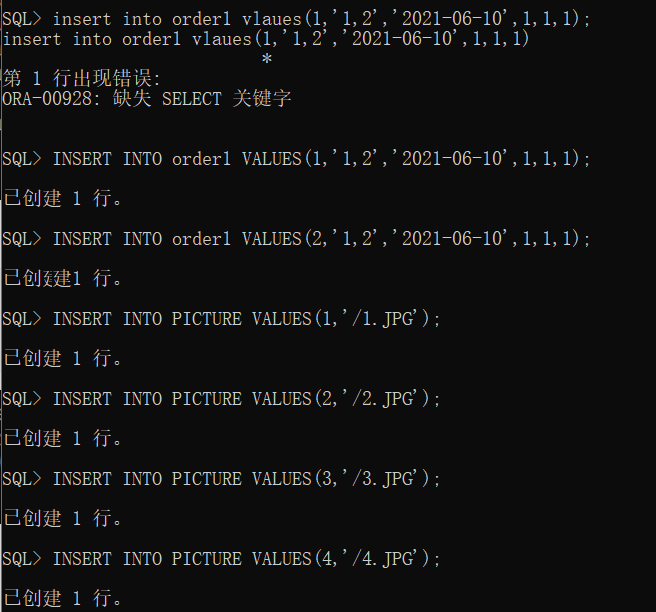 SQL> insert into order1 vlaues(1,'1,2','2021-06-10',1,1,1);
insert into order1 vlaues(1,'1,2','2021-06-10',1,1,1)
*
第 1 行出现错误:
ORA-00928: 缺失 SELECT 关键字
SQL> INSERT INTO order1 VALUES(1,'1,2','2021-06-10',1,1,1);
已创建 1 行。
SQL> INSERT INTO order1 VALUES(2,'1,2','2021-06-10',1,1,1);
已创建1 行。
SQL> INSERT INTO PICTURE VALUES(1,'/1.JPG');
已创建 1 行。
SQL> INSERT INTO PICTURE VALUES(2,'/2.JPG');
已创建 1 行。
SQL> INSERT INTO PICTURE VALUES(3,'/3.JPG');
已创建 1 行。
SQL> INSERT INTO PICTURE VALUES(4,'/4.JPG');
已创建 1 行。